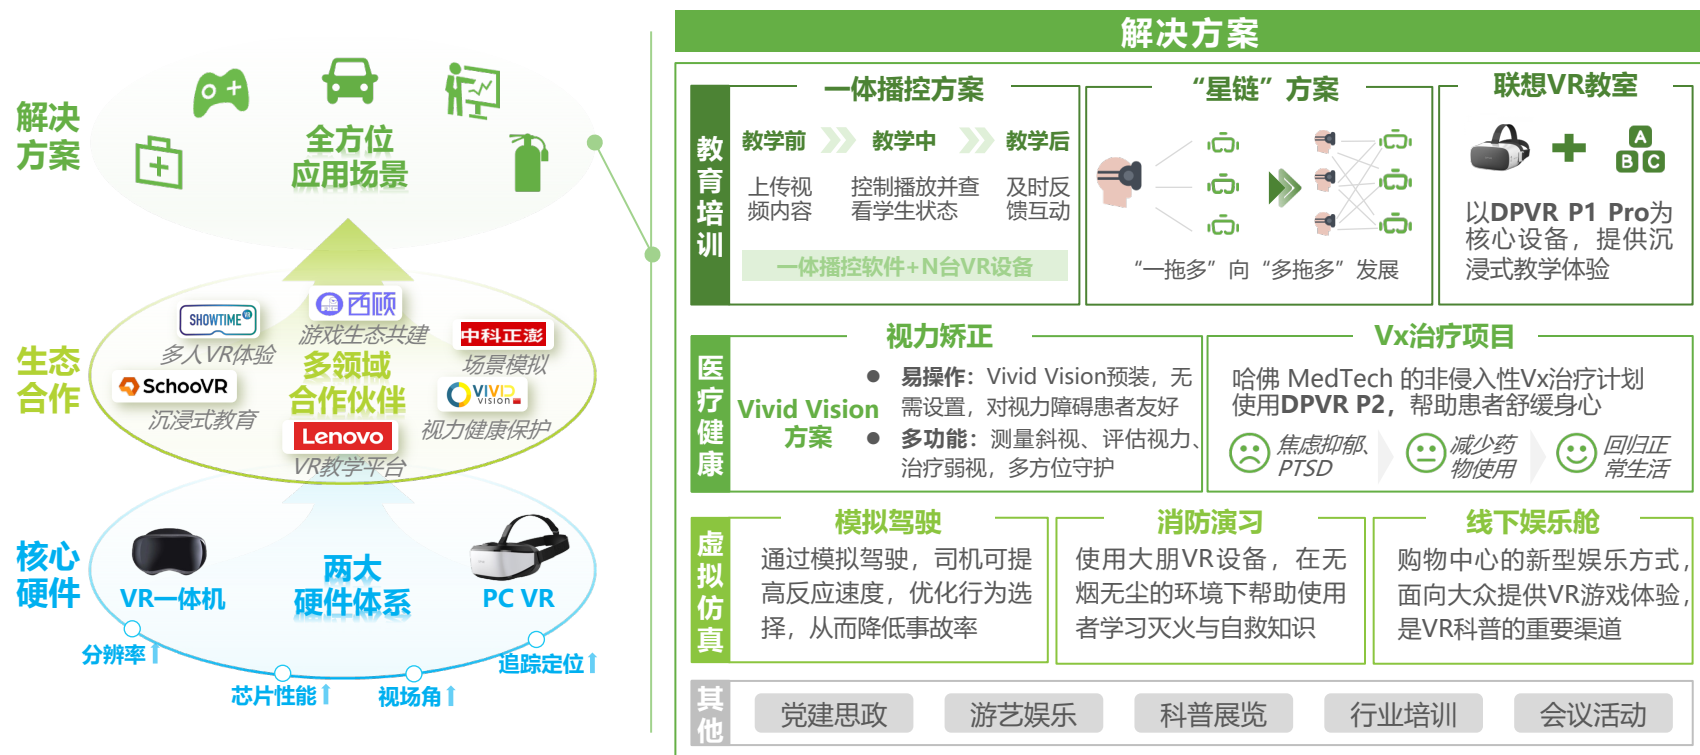 解决
方案
全方位
应用场景
生态
合作
SHOWTIME VR
多人VR体验
西顾
游戏生态共建
中科正澎
场景模拟
SchooVR
沉浸式教育
多领域
合作伙伴
VIVID
vision
视力健康保护
Lenovo
VR教学平台
核心
硬件
VR一体机
两大
硬件体系
PC VR
分辨率
芯片性能
视场角
追踪定位
解决方案
教育培训
一体播控方案
教学前
教学中
教学后
上传视
频内容
控制播放并查
看学生状态
及时反
馈互动
一体播控软件+N台VR设备
“星链”方案
“一拖多”向“多拖多”发展
联想VR教室
A
B C
以DPVR P1 Pro为
核心设备，提供沉
浸式教学体验
医疗健康
视力矫正
Vivid Vision
方案
● 易操作：Vivid Vision预装，无
需设置，对视力障碍患者友好
● 多功能：测量斜视、评估视力、
治疗弱视，多方位守护
Vx治疗项目
哈佛 MedTech 的非侵入性Vx治疗计划
使用DPVR P2，帮助患者舒缓身心
焦虑抑郁、
PTSD
减少药
物使用
回归正
常生活
虚拟仿真
模拟驾驶
通过模拟驾驶，司机可提
高反应速度，优化行为选
择，从而降低事故率
消防演习
使用大朋VR设备，在无
烟无尘的环境下帮助使用
者学习灭火与自救知识
线下娱乐舱
购物中心的新型娱乐方式，
面向大众提供VR游戏体验，
是VR科普的重要渠道
其他
党建思政
游艺娱乐
科普展览
行业培训
会议活动